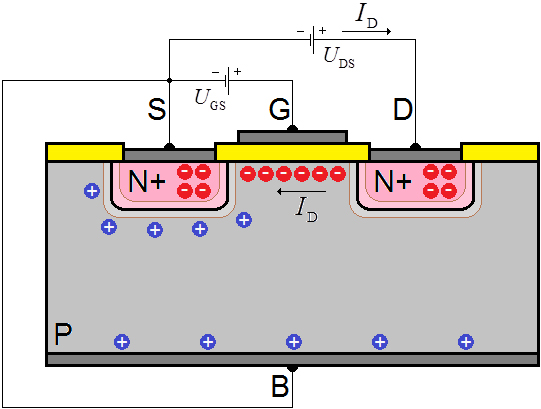 − + I_D
U_DS
− +
U_GS
S G D
N+ − − − − − − − − − − N+ − − − −
+ I_D +
+ + +
P + + + + +
B